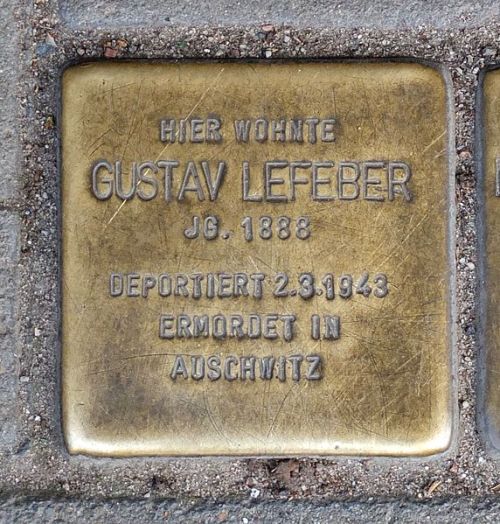 HIER WOHNTE
GUSTAV LEFEBER
JG. 1888
DEPORTIERT 2.3.1943
ERMORDET IN
AUSCHWITZ